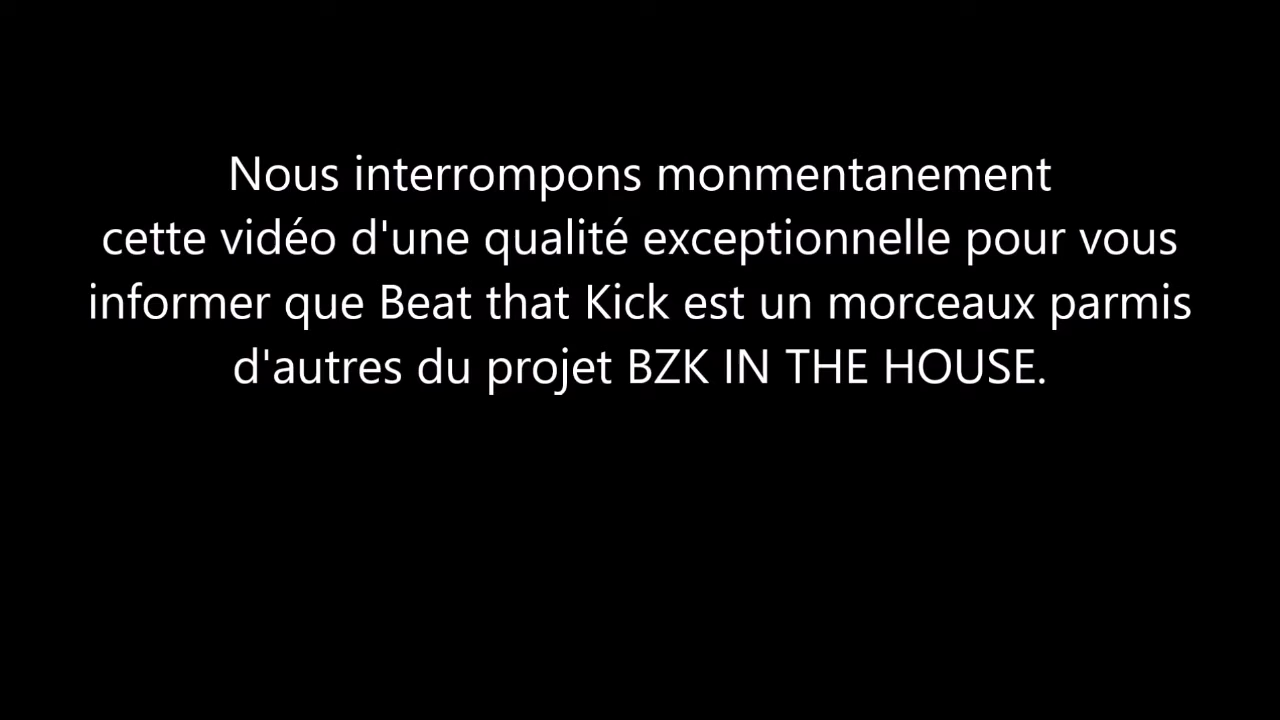 Nous interrompons monmentanement
cette vidéo d'une qualité exceptionnelle pour vous
informer que Beat that Kick est un morceaux parmis
d'autres du projet BZK IN THE HOUSE.